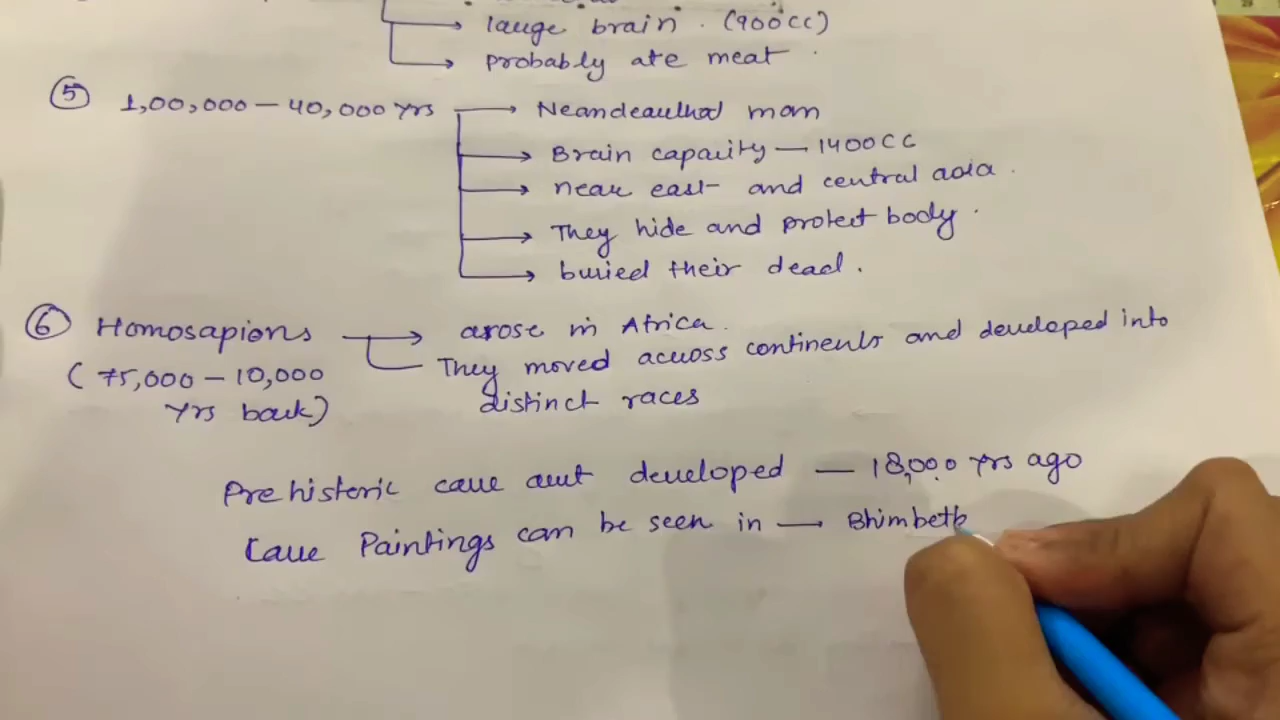 → large brain. (900cc)
→ probably ate meat.
⑤ 1,00,000 – 40,000 yrs → Neanderthal man
→ Brain capacity – 1400CC
→ near east and central asia.
→ They hide and protect body.
→ buried their dead.
⑥ Homosapions → arose in Africa.
They moved across continents and developed into
(75,000 – 10,000
distinct races
yrs back)
Prehistoric cave art developed – 18,000 yrs ago
Cave Paintings can be seen in → Bhimbetk